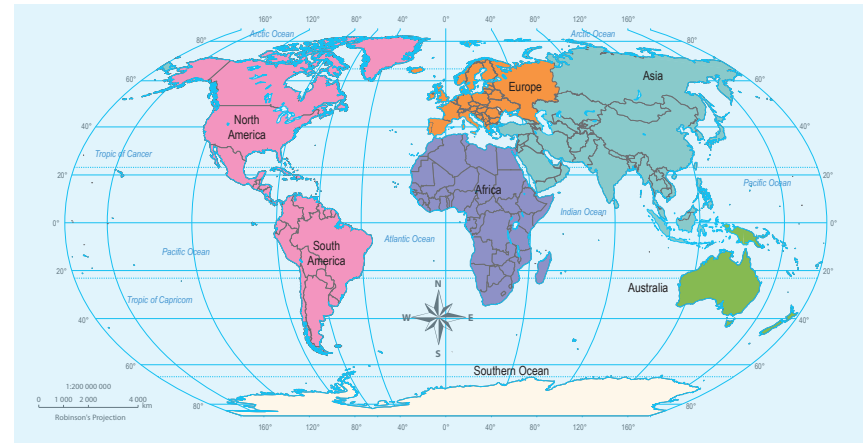 160° 120° 80° 40° 0° 40° 80° 120° 160°
Arctic Ocean Arctic Ocean
80° 80°
60° 60°
Asia
Europe
North
America
40° 40°
Tropic of Cancer
20° 20°
Africa
Pacific Ocean
Indian Ocean
0° 0°
Atlantic Ocean
South
America
Pacific Ocean
20° 20°
Australia
N
Tropic of Capricorn
W E
40° 40°
S
60° 60°
Southern Ocean
1:200 000 000
0 1 000 2 000 4 000
km
80° 80°
Robinson's Projection
160° 120° 80° 40° 0° 40° 80° 120° 160°